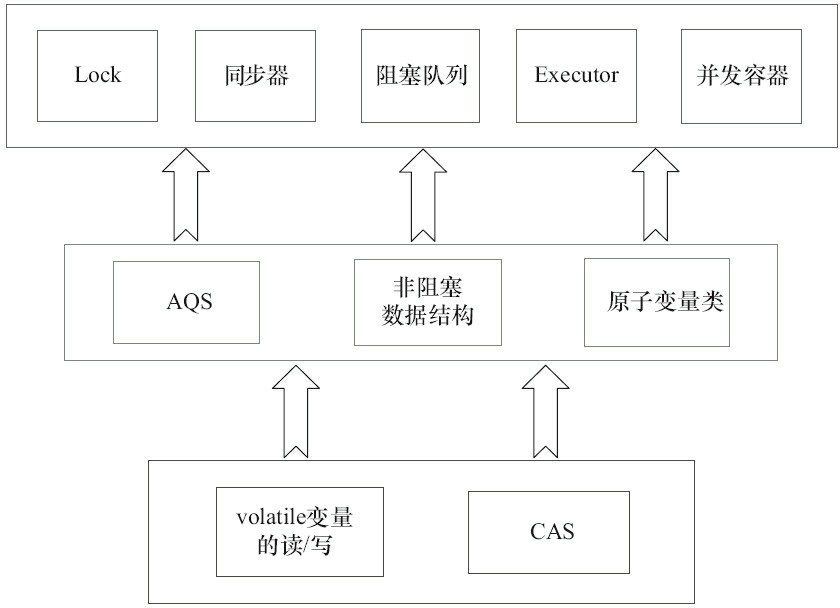 Lock
同步器
阻塞队列
Executor
并发容器
AQS
非阻塞
数据结构
原子变量类
volatile变量
的读/写
CAS